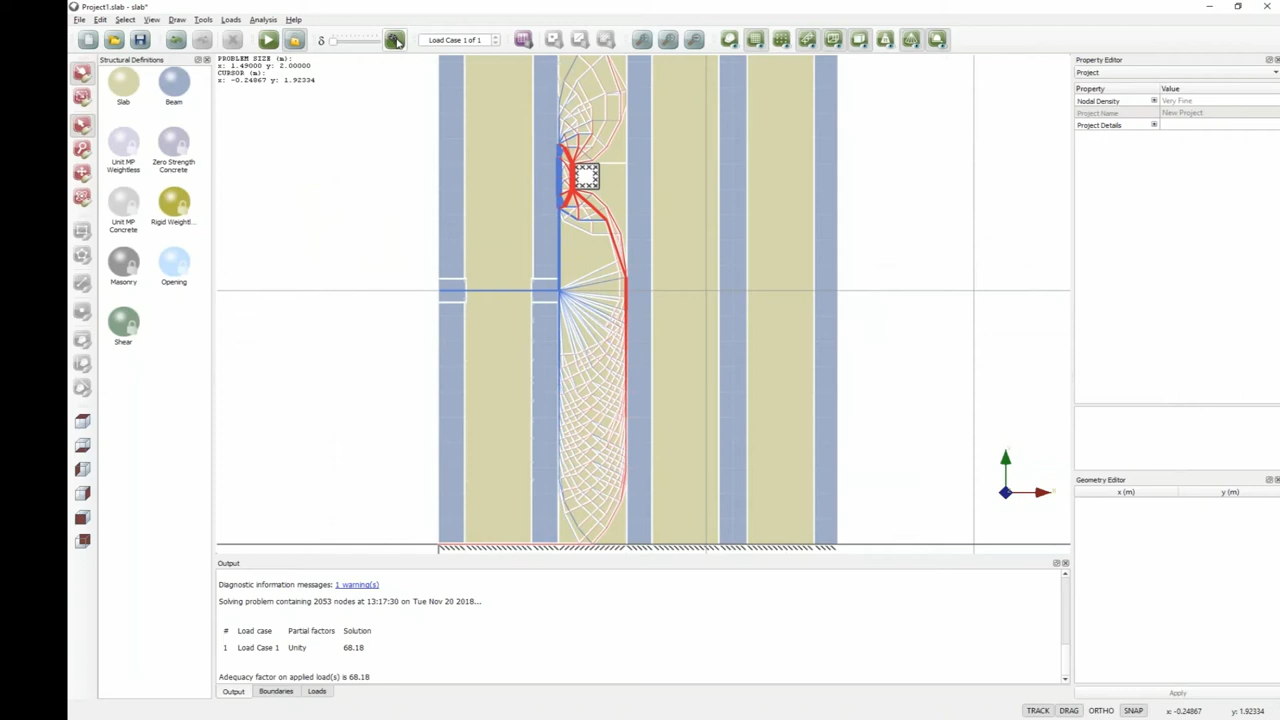 Project1.slab - slab*
File Edit Select View Draw Tools Loads Analysis Help
δ
Load Case 1 of 1
Structural Definitions
Slab Beam
Unit MP Weightless
Zero Strength Concrete
Unit MP Concrete
Rigid Weightl...
Masonry Opening
Shear
PROBLEM SIZE (m):
x: 1.49000 y: 2.00000
CURSOR (m):
x: -0.24867 y: 1.92334
Property Editor
Project
Property Value
Nodal Density Very Fine
Project Name New Project
Project Details
Apply
Geometry Editor
x (m) y (m)
Output
Diagnostic information messages: 1 warning(s)
Solving problem containing 2053 nodes at 13:17:30 on Tue Nov 20 2018...
# Load case Partial factors Solution
1 Load Case 1 Unity 68.18
Adequacy factor on applied load(s) is 68.18
Output Boundaries Loads
TRACK DRAG ORTHO SNAP x: -0.24867 y: 1.92334